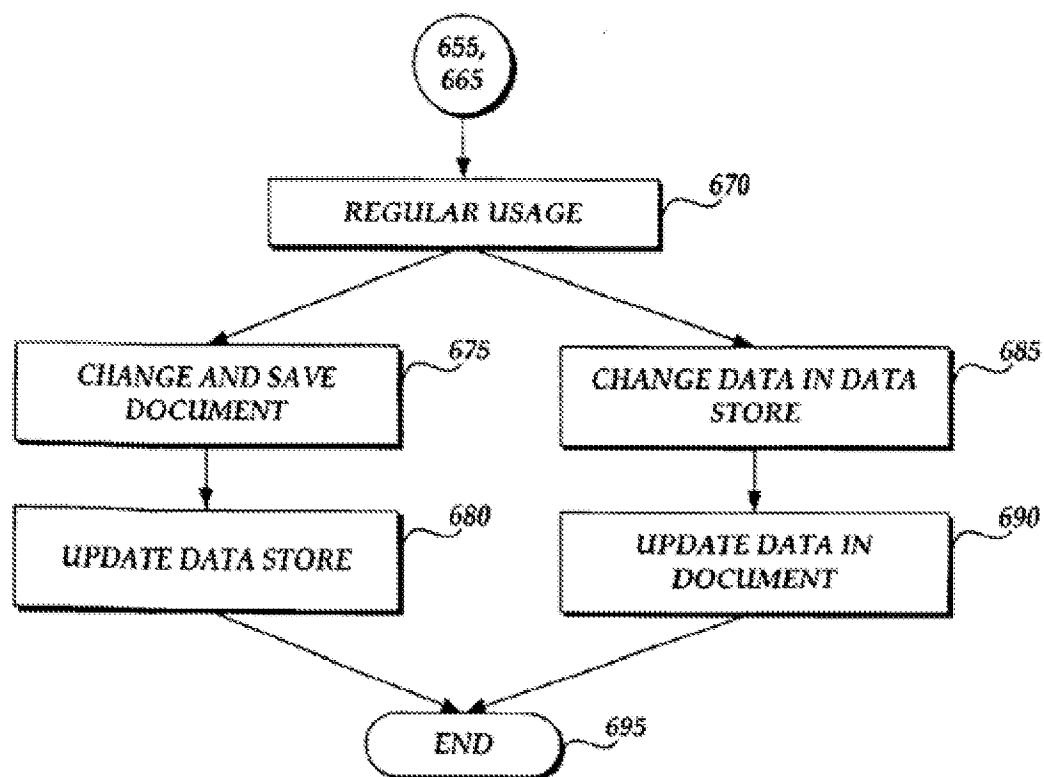 655,
665
REGULAR USAGE
670
CHANGE AND SAVE
DOCUMENT
675
CHANGE DATA IN DATA
STORE
685
UPDATE DATA STORE
680
UPDATE DATA IN
DOCUMENT
690
END
695